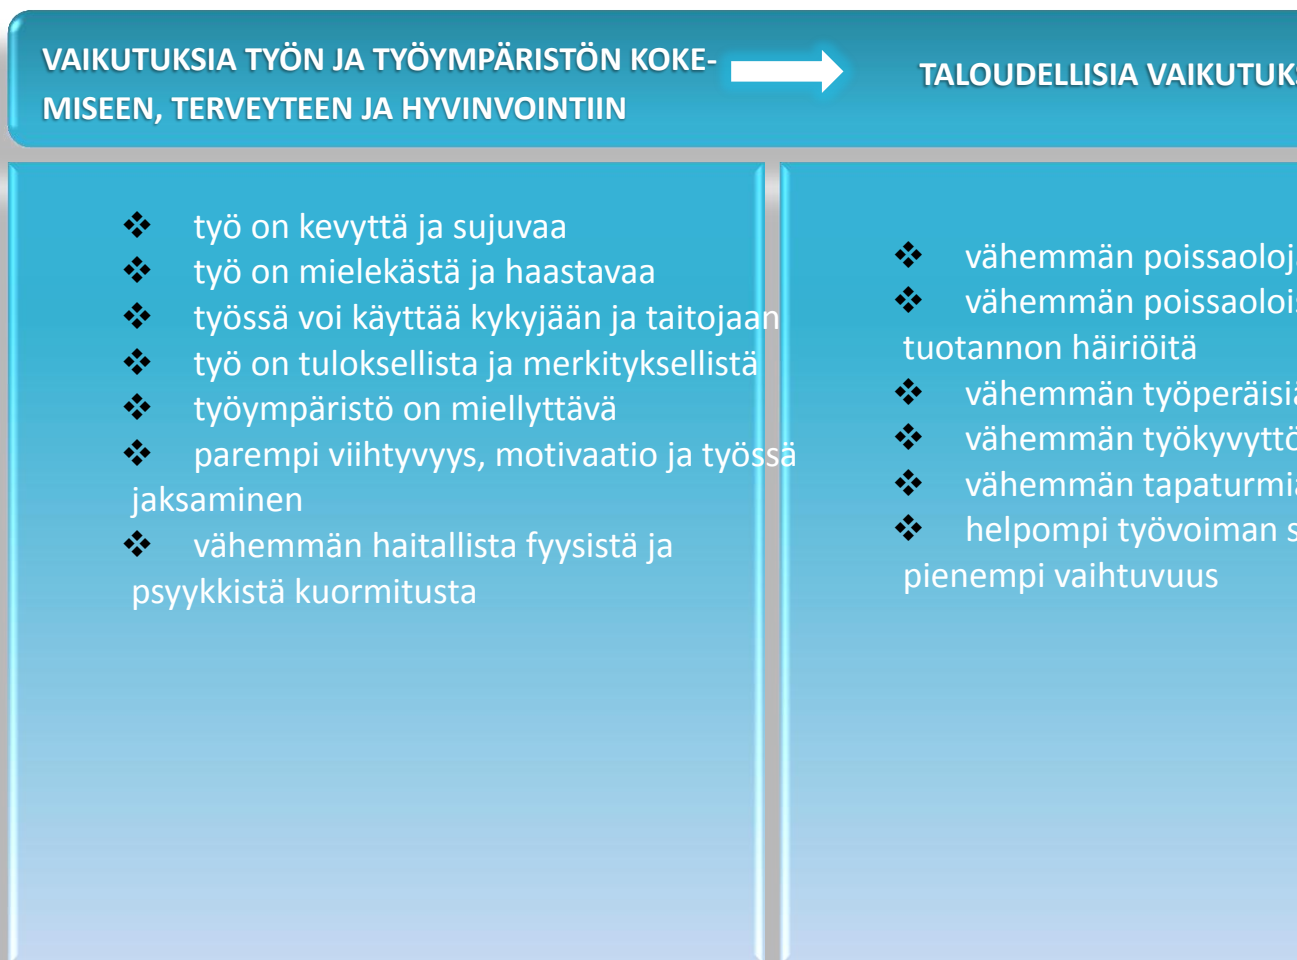 VAIKUTUKSIA TYÖN JA TYÖYMPÄRISTÖN KOKE-
MISEEN, TERVEYTEEN JA HYVINVOINTIIN
TALOUDELLISIA
❖ työ on kevyttä ja sujuvaa
❖ työ on mielekästä ja haastavaa
❖ työssä voi käyttää kykyjään ja taitojaan
❖ työ on tuloksellista ja merkityksellistä
❖ työympäristö on miellyttävä
❖ parempi viihtyvyys, motivaatio ja työssä
jaksaminen
❖ vähemmän haitallista fyysistä ja
psyykkistä kuormitusta
❖ vähemmän
❖ vähemmän
tuotannon häiriöitä
❖ vähemmän
❖ vähemmän
❖ vähemmän
❖ helpompi työvoiman
pienempi vaihtuvuus